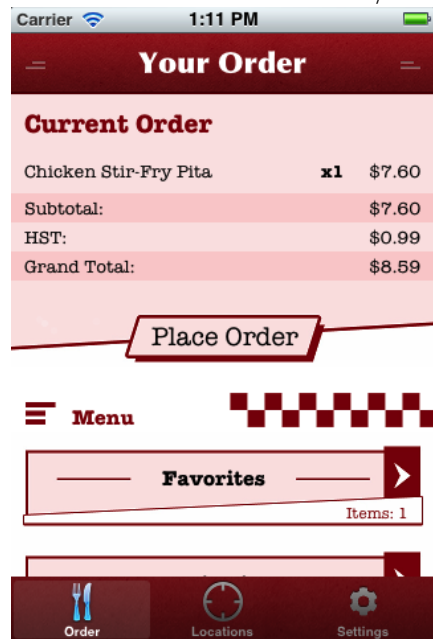 Carrier 1:11 PM
Your Order
Current Order
Chicken Stir-Fry Pita x1 $7.60
Subtotal: $7.60
HST: $0.99
Grand Total: $8.59
Place Order
Menu
Favorites
Items: 1
Order Locations Settings